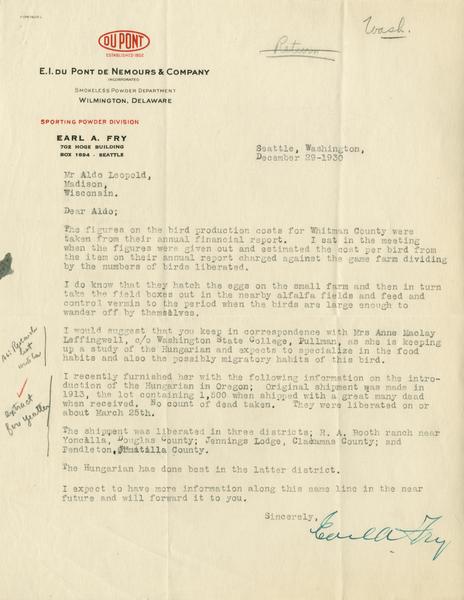 Wash.
Return
DU PONT
ESTABLISHED 1802
E. I. DU PONT DE NEMOURS & COMPANY
INCORPORATED
SMOKELESS POWDER DEPARTMENT
WILMINGTON, DELAWARE
SPORTING POWDER DIVISION
EARL A. FRY
702 HOGE BUILDING
BOX 1894 - SEATTLE
Seattle, Washington,
December 29-1930
Mr Aldo Leopold,
Madison,
Wisconsin.
Dear Aldo;
The figures on the bird production costs for Whitman County were
taken from their annual financial report. I sat in the meeting
when the figures were given out and estimated the cost per bird from
the item on their annual report charged against the game farm dividing
by the numbers of birds liberated.
I do know that they hatch the eggs on the small farm and then in turn
take the field boxes out in the nearby alfalfa fields and feed and
control vermin to the period when the birds are large enough to
wander off by themselves.
I would suggest that you keep in correspondence with Mrs Anne Maclay
Leffingwell, c/o Washington State College, Pullman, as she is keeping
up a study of the Hungarian and expects to specialize in the food
habits and also the possibly migratory habits of this bird.
I recently furnished her with the following information on the intro-
duction of the Hungarian in Oregon; Original shipment was made in
1913, the lot containing 1,500 when shipped with a great many dead
when received. No count of dead taken. They were liberated on or
about March 25th.
extract
for Yeatter
The shipment was liberated in three districts; R. A. Booth ranch near
Yoncalla, Douglas County; Jennings Lodge, Clackamas County; and
Pendleton, Umatilla County.
The Hungarian has done best in the Latter district.
I expect to have more information along this same line in the near
future and will forward it to you.
Sincerely,
Earl A Fry